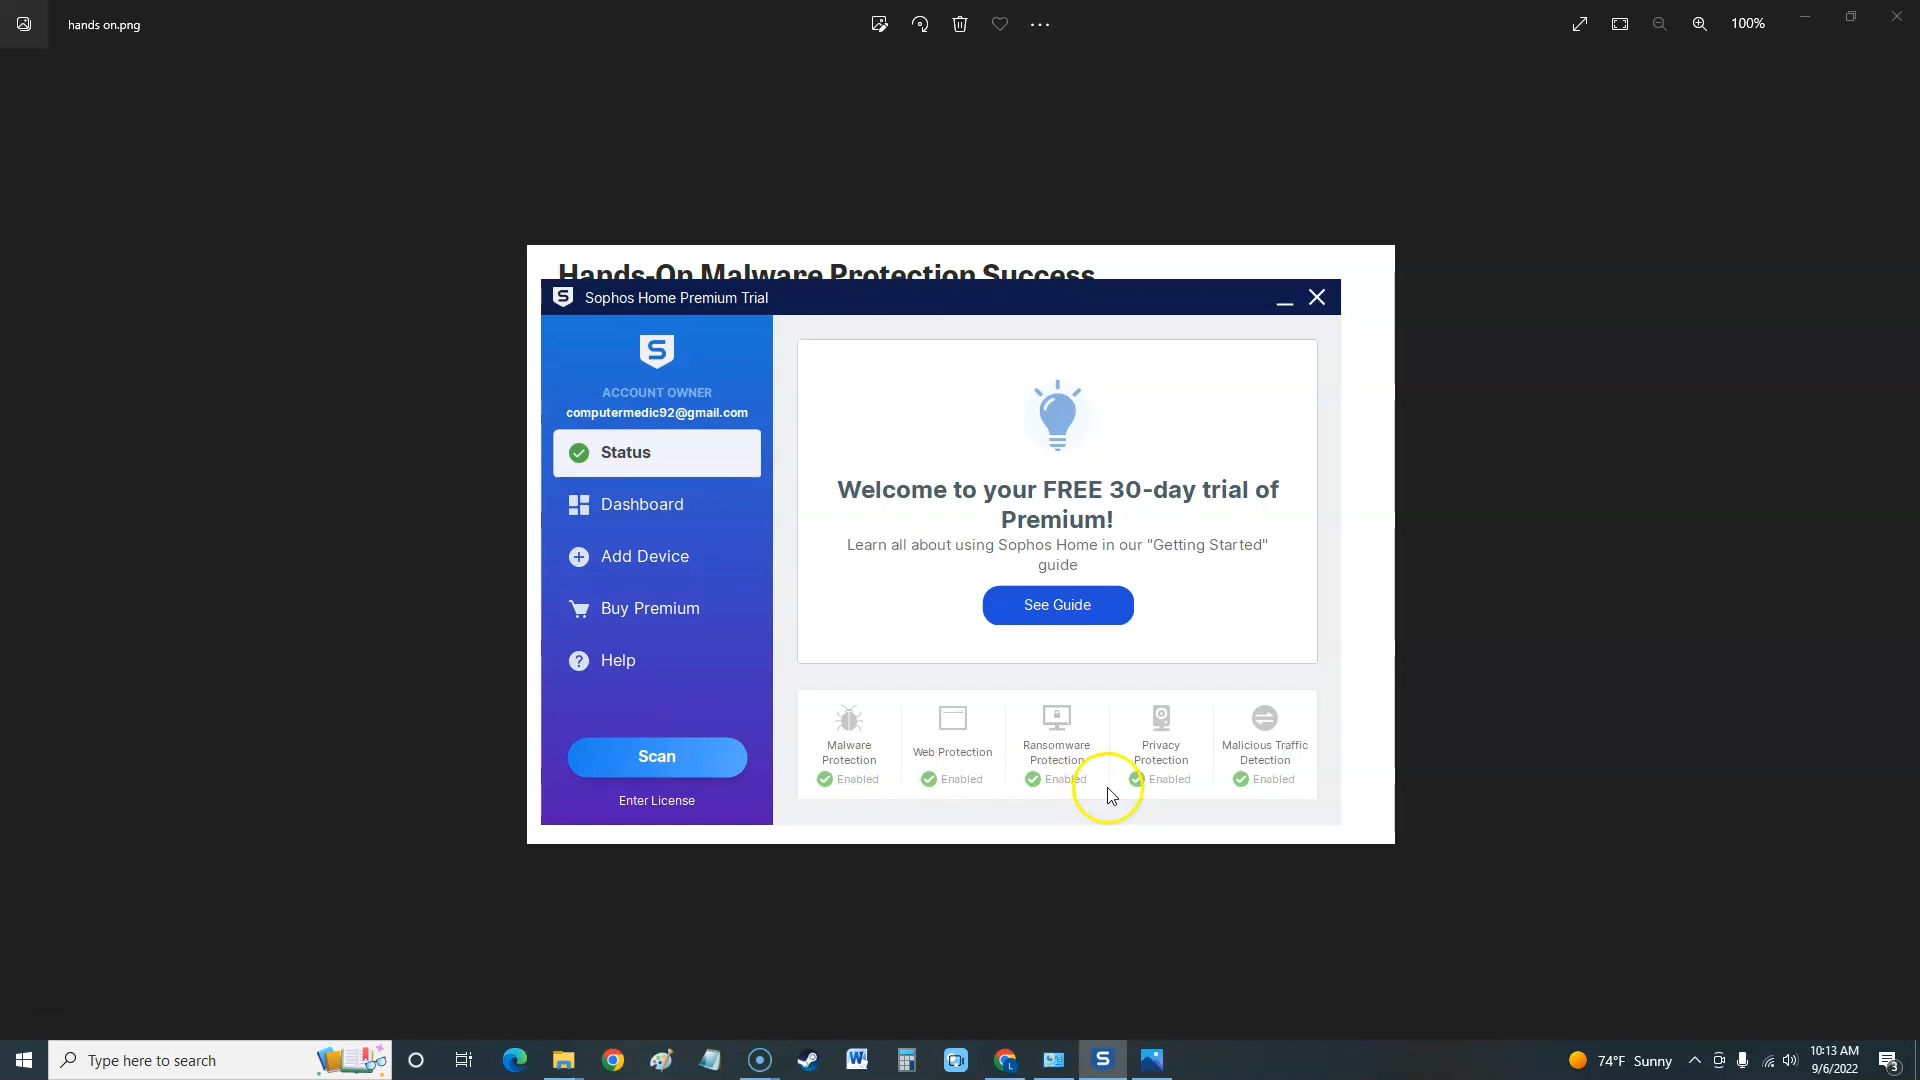 hands on.png
100%
Hands-On Malware Protection Success
Sophos Home Premium Trial
ACCOUNT OWNER
computermedic92@gmail.com
Status
Dashboard
Add Device
Buy Premium
Help
Scan
Enter License
Welcome to your FREE 30-day trial of
Premium!
Learn all about using Sophos Home in our "Getting Started"
guide
See Guide
Malware
Protection
Enabled
Web Protection
Enabled
Ransomware
Protection
Enabled
Privacy
Protection
Enabled
Malicious Traffic
Detection
Enabled
Type here to search
74°F Sunny
10:13 AM
9/6/2022
3